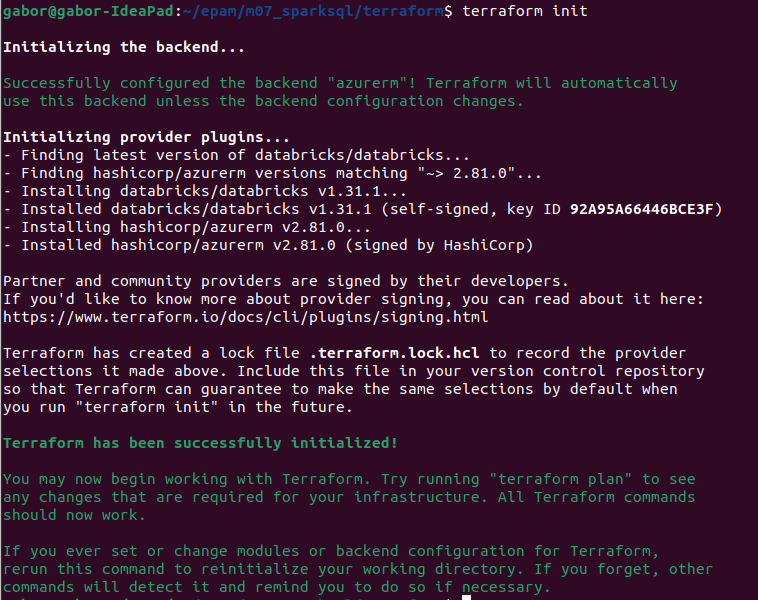 gabor@gabor-IdeaPad:~/epam/m07_sparksql/terraform$ terraform init
Initializing the backend...
Successfully configured the backend "azurerm"! Terraform will automatically
use this backend unless the backend configuration changes.
Initializing provider plugins...
- Finding latest version of databricks/databricks...
- Finding hashicorp/azurerm versions matching "~> 2.81.0"...
- Installing databricks/databricks v1.31.1...
- Installed databricks/databricks v1.31.1 (self-signed, key ID 92A95A66446BCE3F)
- Installing hashicorp/azurerm v2.81.0...
- Installed hashicorp/azurerm v2.81.0 (signed by HashiCorp)
Partner and community providers are signed by their developers.
If you'd like to know more about provider signing, you can read about it here:
https://www.terraform.io/docs/cli/plugins/signing.html
Terraform has created a lock file .terraform.lock.hcl to record the provider
selections it made above. Include this file in your version control repository
so that Terraform can guarantee to make the same selections by default when
you run "terraform init" in the future.
Terraform has been successfully initialized!
You may now begin working with Terraform. Try running "terraform plan" to see
any changes that are required for your infrastructure. All Terraform commands
should now work.
If you ever set or change modules or backend configuration for Terraform,
rerun this command to reinitialize your working directory. If you forget, other
commands will detect it and remind you to do so if necessary.